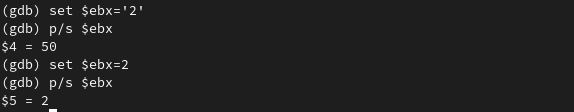 (gdb) set $ebx='2'
(gdb) p/s $ebx
$4 = 50
(gdb) set $ebx=2
(gdb) p/s $ebx
$5 = 2